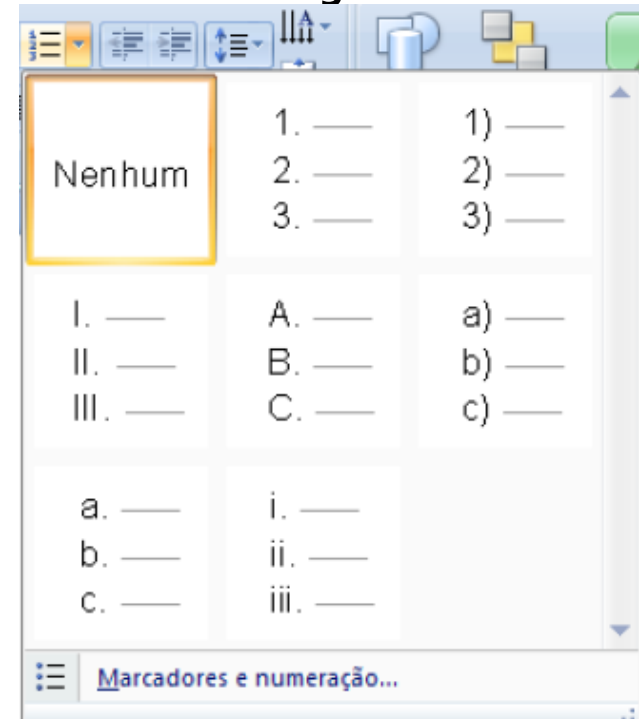 Nenhum
1.
2.
3.
1)
2)
3)
I.
II.
III.
A.
B.
C.
a)
b)
c)
a.
b.
c.
i.
ii.
iii.
Marcadores e numeração...